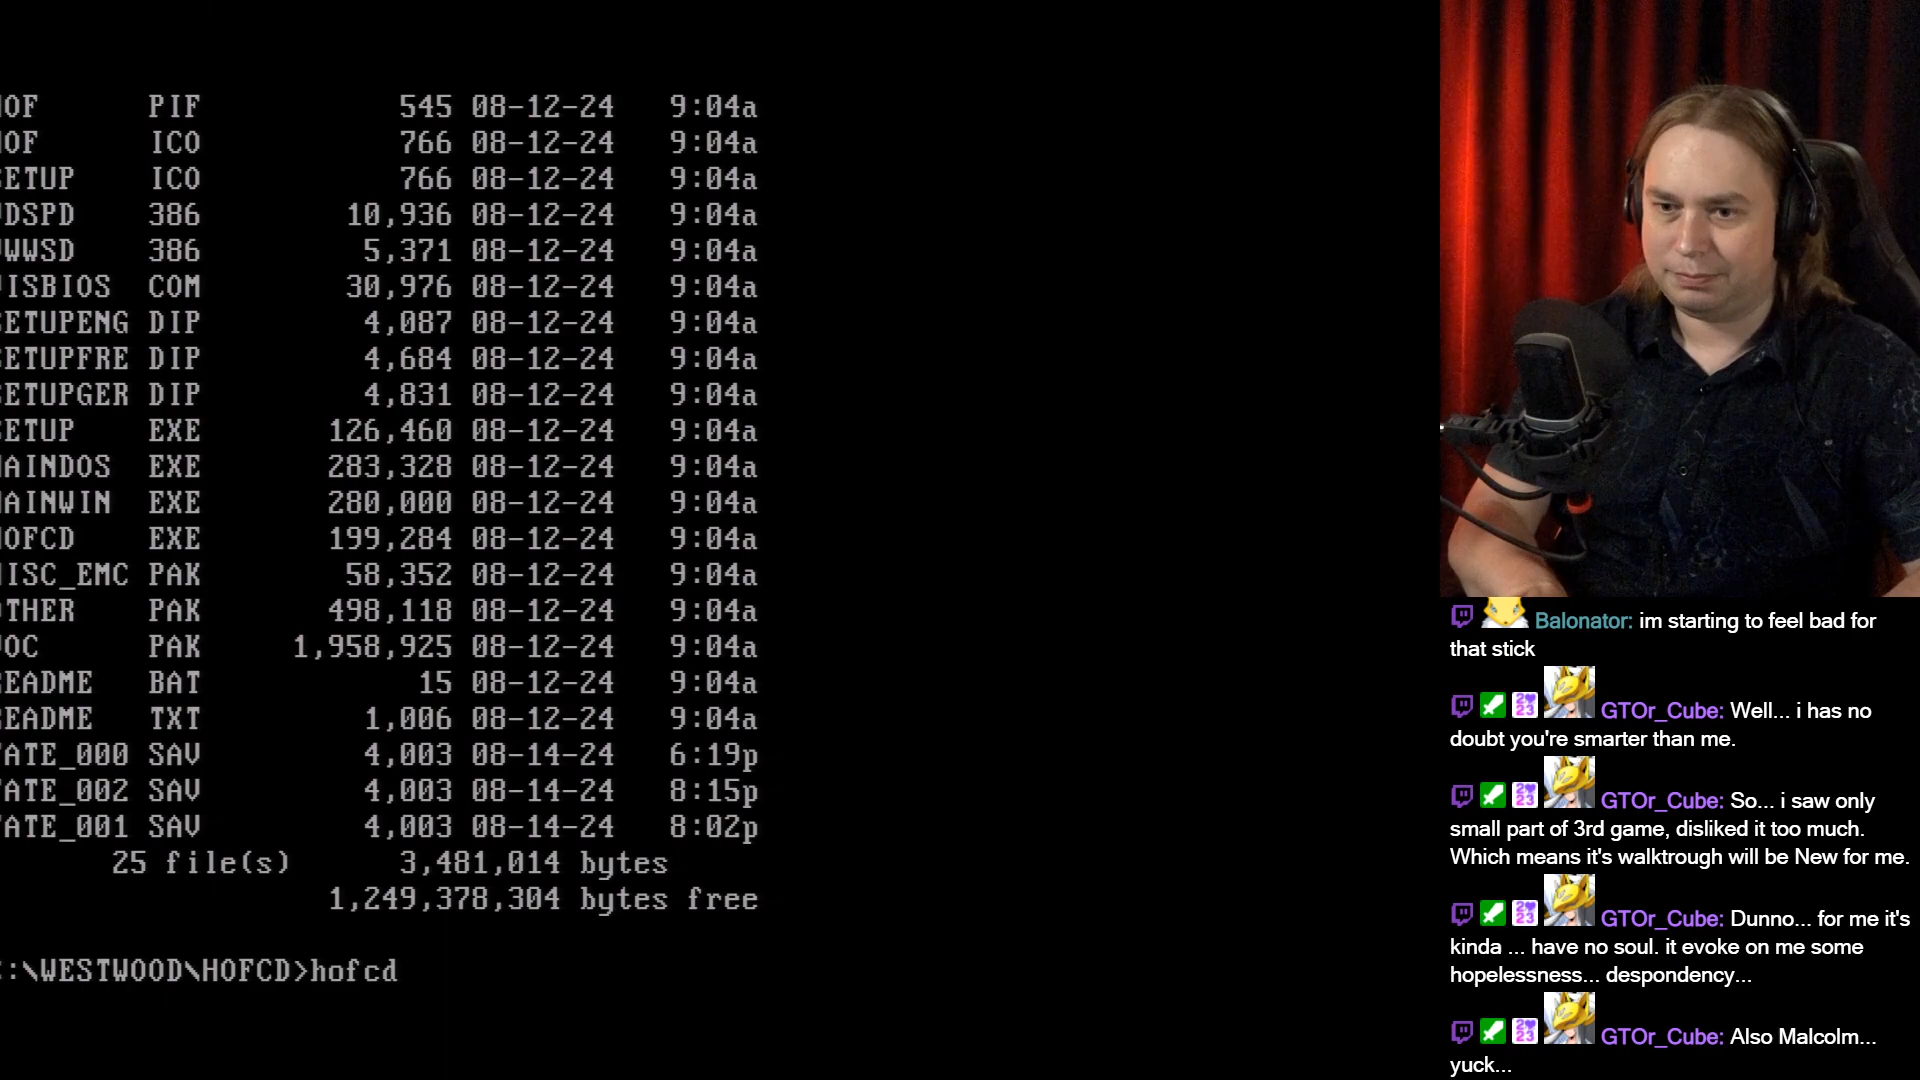 OF PIF 545 08-12-24 9:04a
OF ICO 766 08-12-24 9:04a
ETUP ICO 766 08-12-24 9:04a
DSPD 386 10,936 08-12-24 9:04a
WWSD 386 5,371 08-12-24 9:04a
ISBIOS COM 30,976 08-12-24 9:04a
ETUPENG DIP 4,087 08-12-24 9:04a
ETUPFRE DIP 4,684 08-12-24 9:04a
ETUPGER DIP 4,831 08-12-24 9:04a
ETUP EXE 126,460 08-12-24 9:04a
AINDOS EXE 283,328 08-12-24 9:04a
AINWIN EXE 280,000 08-12-24 9:04a
OFCD EXE 199,284 08-12-24 9:04a
ISC_EMC PAK 58,352 08-12-24 9:04a
THER PAK 498,118 08-12-24 9:04a
OC PAK 1,958,925 08-12-24 9:04a
EADME BAT 15 08-12-24 9:04a
EADME TXT 1,006 08-12-24 9:04a
ATE_000 SAV 4,003 08-14-24 6:19p
ATE_002 SAV 4,003 08-14-24 8:15p
ATE_001 SAV 4,003 08-14-24 8:02p
25 file(s) 3,481,014 bytes
1,249,378,304 bytes free
:\WESTWOOD\HOFCD>hofcd
Balonator: im starting to feel bad for
that stick
GTOr_Cube: Well... i has no
doubt you're smarter than me.
GTOr_Cube: So... i saw only
small part of 3rd game, disliked it too much.
Which means it's walktrough will be New for me.
GTOr_Cube: Dunno... for me it's
kinda ... have no soul. it evoke on me some
hopelessness... despondency...
GTOr_Cube: Also Malcolm...
yuck...